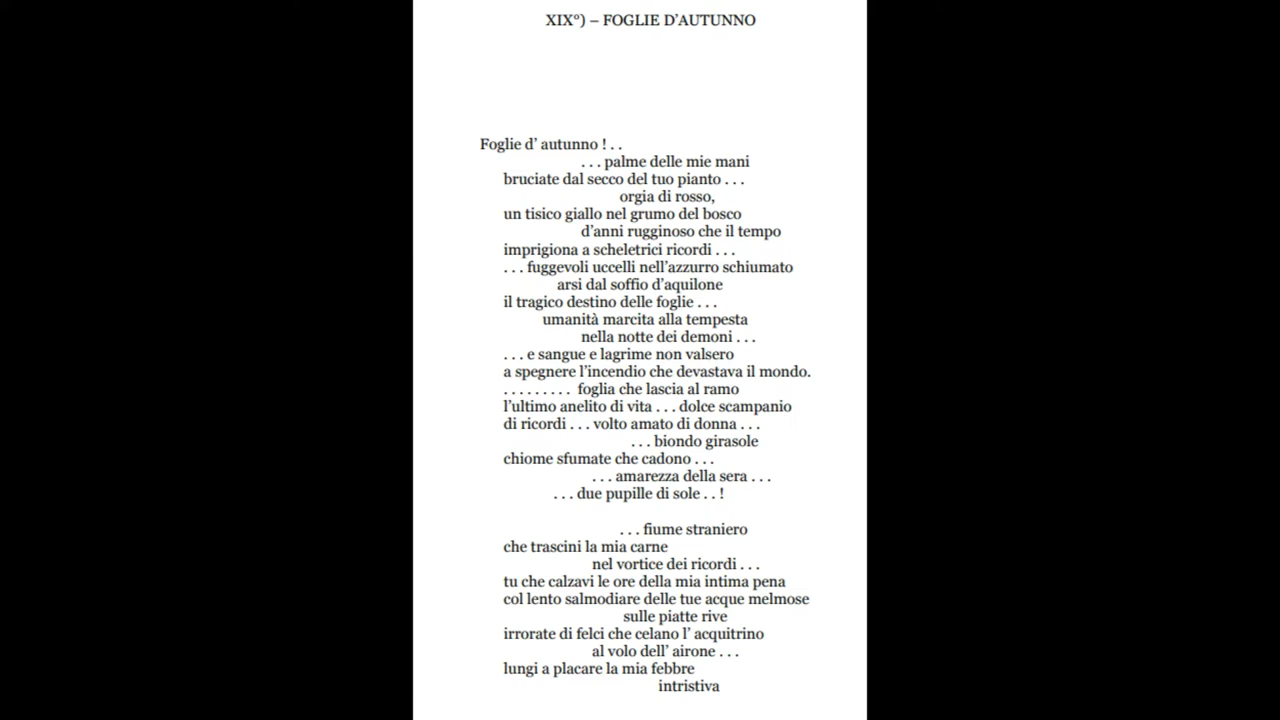 XIX°) – FOGLIE D'AUTUNNO
Foglie d' autunno ! . .
. . . palme delle mie mani
bruciate dal secco del tuo pianto . . .
orgia di rosso,
un tisico giallo nel grumo del bosco
d'anni rugginoso che il tempo
imprigiona a scheletrici ricordi . . .
. . . fuggevoli uccelli nell'azzurro schiumato
arsi dal soffio d'aquilone
il tragico destino delle foglie . . .
umanità marcita alla tempesta
nella notte dei demoni . . .
. . . e sangue e lagrime non valsero
a spegnere l'incendio che devastava il mondo.
. . . . . . . . . foglia che lascia al ramo
l'ultimo anelito di vita . . . dolce scampanio
di ricordi . . . volto amato di donna . . .
. . . biondo girasole
chiome sfumate che cadono . . .
. . . amarezza della sera . . .
. . . due pupille di sole . . !
. . . fiume straniero
che trascini la mia carne
nel vortice dei ricordi . . .
tu che calzavi le ore della mia intima pena
col lento salmodiare delle tue acque melmose
sulle piatte rive
irrorate di felci che celano l' acquitrino
al volo dell' airone . . .
lungi a placare la mia febbre
intristiva